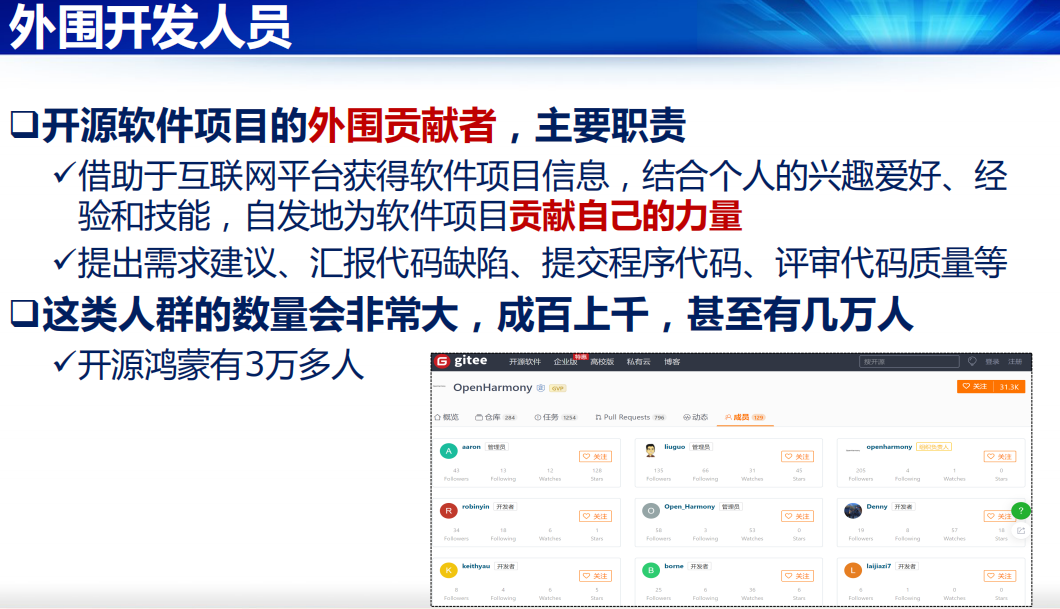 外围开发人员
❑开源软件项目的外围贡献者，主要职责
✓借助于互联网平台获得软件项目信息，结合个人的兴趣爱好、经
验和技能，自发地为软件项目贡献自己的力量
✓提出需求建议、汇报代码缺陷、提交程序代码、评审代码质量等
❑这类人群的数量会非常大，成百上千，甚至有几万人
✓开源鸿蒙有3万多人
G gitee 开源软件 企业版 特惠 高校版 私有云 博客 搜开源 登录 注册
OpenHarmony GVP 关注 31.3K
概览 仓库 284 任务 1254 Pull Requests 796 动态 成员 129
A aaron 管理员 关注
43 13 12 128
Followers Following Watches Stars
liuguo 管理员 关注
135 66 31 45
Followers Following Watches Stars
openharmony 关注
205 4 1 0
Followers Following Watches Stars
R robinyin 开发者 关注
34 18 6 1
Followers Following Watches Stars
O Open_Harmony 管理员 关注
58 3 53 0
Followers Following Watches Stars
Denny 开发者 关注 ?
19 8 57 18
Followers Following Watches Stars
K keithyau 开发者 关注
8 4 6 5
Followers Following Watches Stars
B borne 开发者 关注
25 6 36 6
Followers Following Watches Stars
L laijiazi7 开发者 关注
6 1 0 0
Followers Following Watches Stars